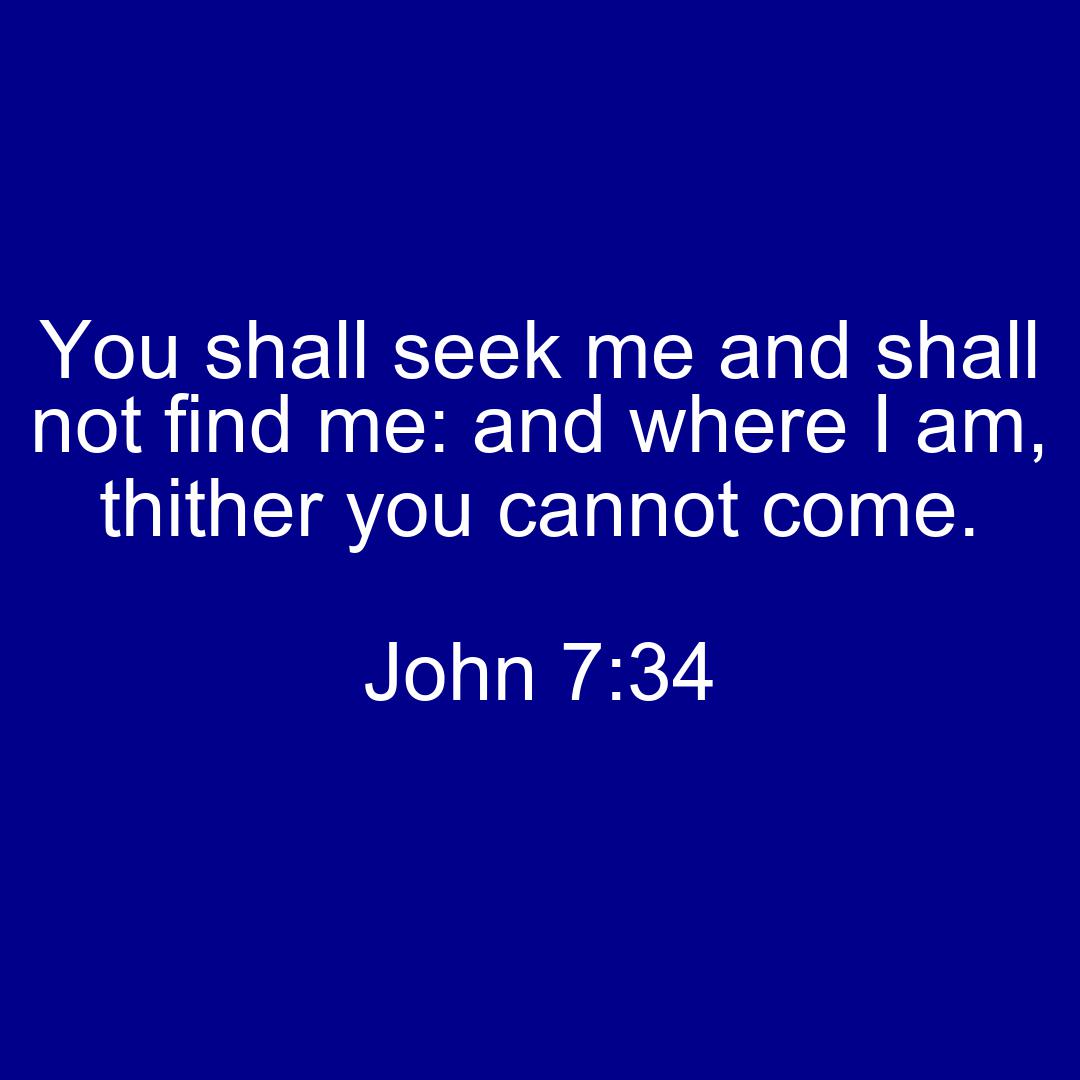 You shall seek me and shall
not find me: and where I am,
thither you cannot come.
John 7:34